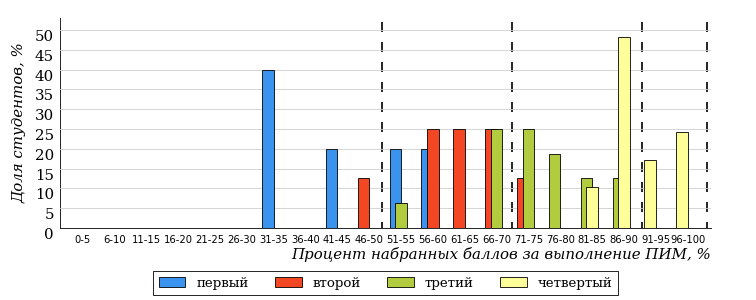 Доля студентов, %
50
45
40
35
30
25
20
15
10
5
0
0-5 6-10 11-15 16-20 21-25 26-30 31-35 36-40 41-45 46-50 51-55 56-60 61-65 66-70 71-75 76-80 81-85 86-90 91-95 96-100
Процент набранных баллов за выполнение ПИМ, %
первый второй третий четвертый